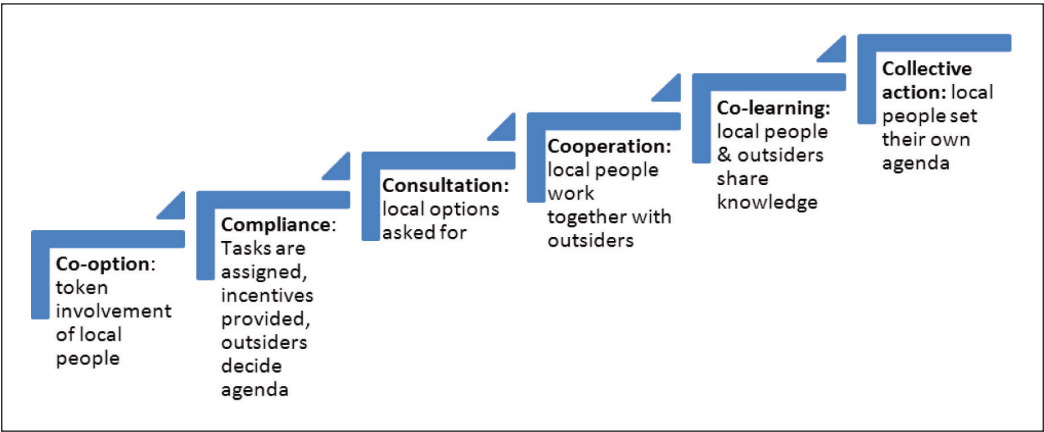 Co-option:
token
involvement
of local
people
Compliance:
Tasks are
assigned,
incentives
provided,
outsiders
decide
agenda
Consultation:
local options
asked for
Cooperation:
local people
work
together with
outsiders
Co-learning:
local people
& outsiders
share
knowledge
Collective
action: local
people set
their own
agenda